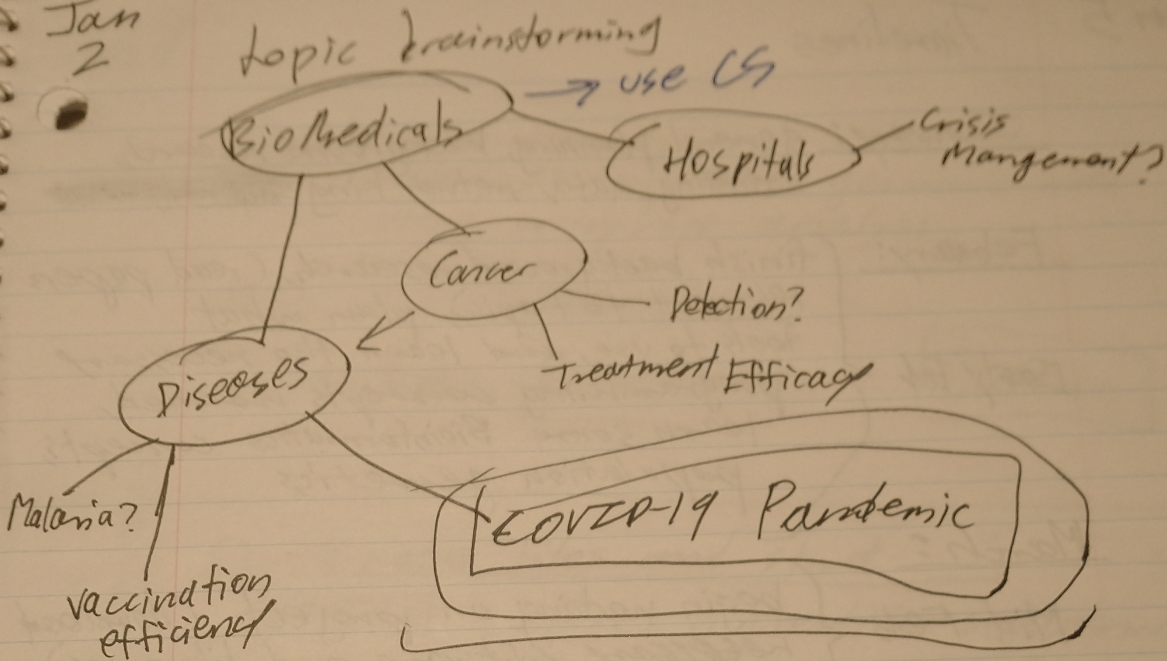 Jan
2
topic brainstorming
→ use CS
BioMedicals
Hospitals
Crisis
Mangement?
Cancer
Detection?
Treatment Efficacy
Diseases
Malaria?
vaccination
efficiency
COVID-19 Pandemic